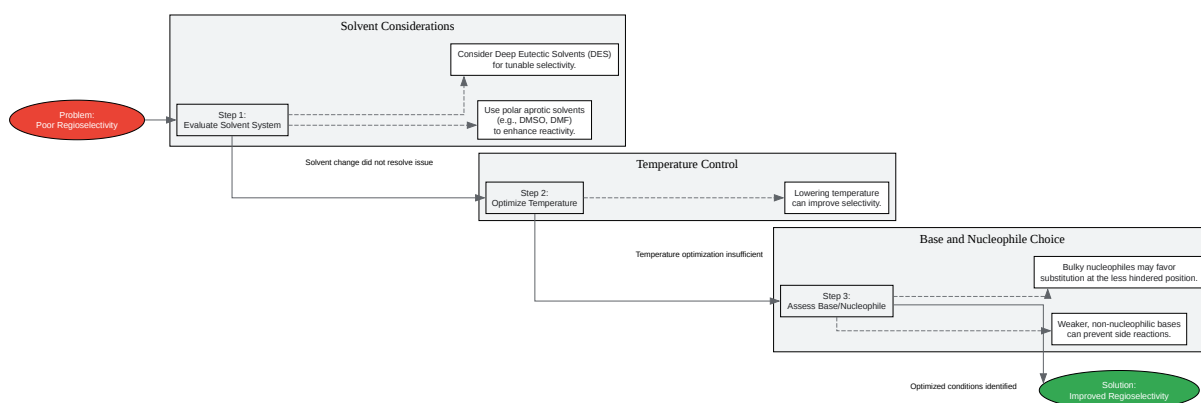 Solvent Considerations
Consider Deep Eutectic Solvents (DES)
for tunable selectivity.
Problem:
Poor Regioselectivity
Step 1:
Evaluate Solvent System
Use polar aprotic solvents
(e.g., DMSO, DMF)
to enhance reactivity.
Solvent change did not resolve issue
Temperature Control
Step 2:
Optimize Temperature
Lowering temperature
can improve selectivity.
Temperature optimization insufficient
Base and Nucleophile Choice
Bulky nucleophiles may favor
substitution at the less hindered position.
Step 3:
Assess Base/Nucleophile
Weaker, non-nucleophilic bases
can prevent side reactions.
Optimized conditions identified
Solution:
Improved Regioselectivity